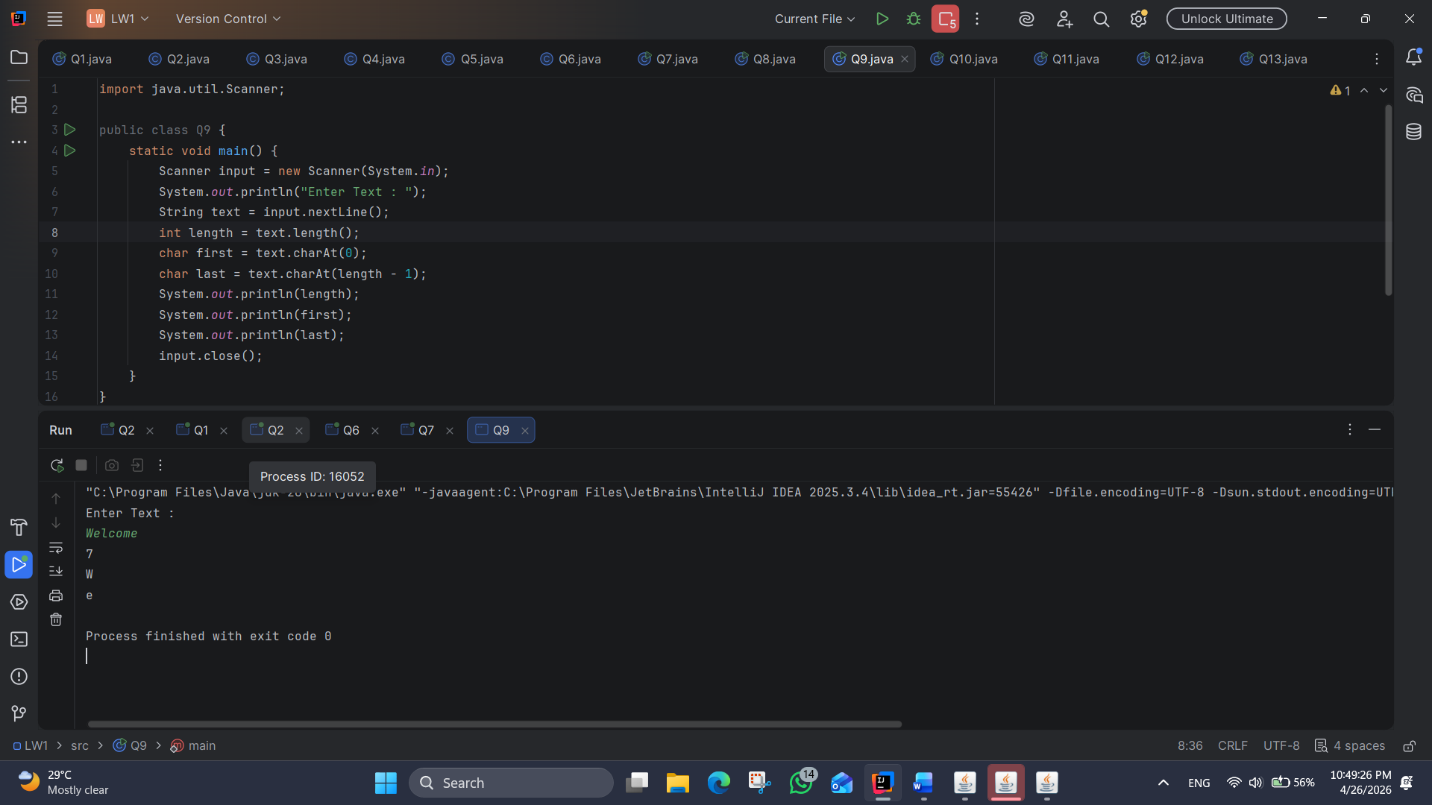 LW LW1 Version Control Current File 5 Unlock Ultimate
Q1.java Q2.java Q3.java Q4.java Q5.java Q6.java Q7.java Q8.java Q9.java Q10.java Q11.java Q12.java Q13.java
1 import java.util.Scanner; 1
2
3 public class Q9 {
4 static void main() {
5 Scanner input = new Scanner(System.in);
6 System.out.println("Enter Text : ");
7 String text = input.nextLine();
8 int length = text.length();
9 char first = text.charAt(0);
10 char last = text.charAt(length - 1);
11 System.out.println(length);
12 System.out.println(first);
13 System.out.println(last);
14 input.close();
15 }
16 }
Run Q2 Q1 Q2 Q6 Q7 Q9
Process ID: 16052
"C:\Program Files\Java\jdk-26\bin\java.exe" "-javaagent:C:\Program Files\JetBrains\IntelliJ IDEA 2025.3.4\lib\idea_rt.jar=55426" -Dfile.encoding=UTF-8 -Dsun.stdout.encoding=UTF
Enter Text :
Welcome
7
W
e
Process finished with exit code 0
LW1 > src > Q9 > main 8:36 CRLF UTF-8 4 spaces
29°C
Mostly clear
Search
14
ENG 56%
10:49:26 PM
4/26/2026